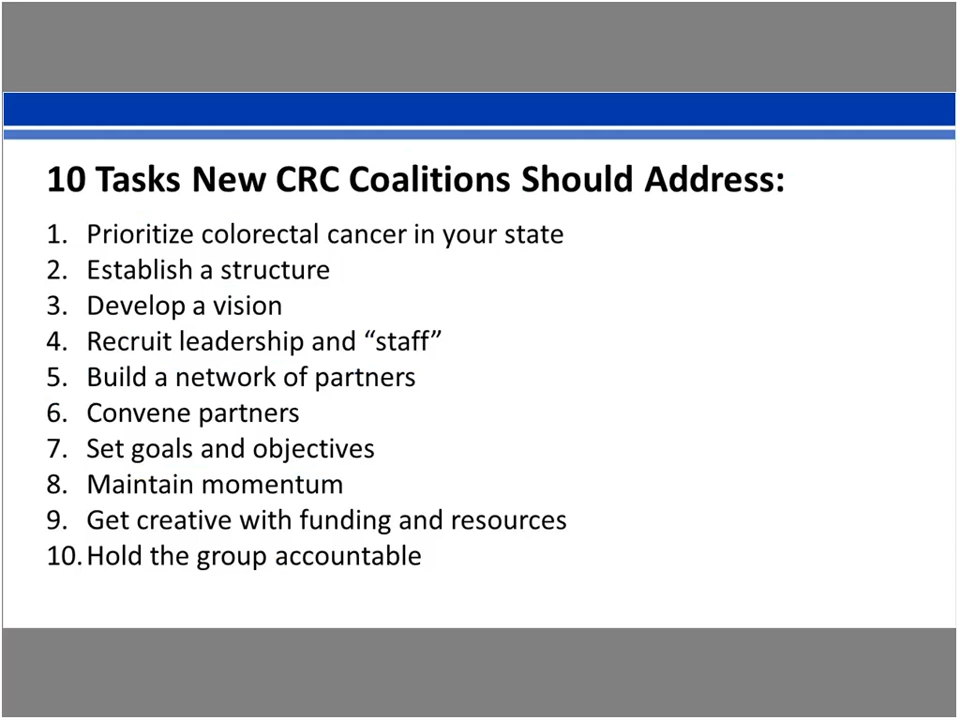 10 Tasks New CRC Coalitions Should Address:
1. Prioritize colorectal cancer in your state
2. Establish a structure
3. Develop a vision
4. Recruit leadership and “staff”
5. Build a network of partners
6. Convene partners
7. Set goals and objectives
8. Maintain momentum
9. Get creative with funding and resources
10. Hold the group accountable